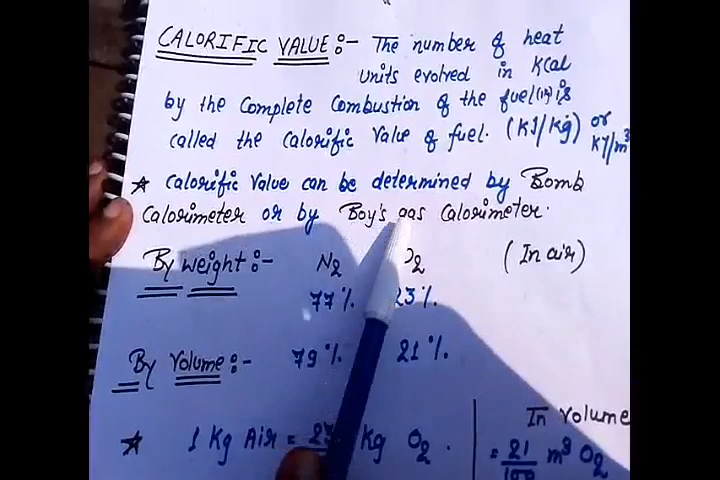 CALORIFIC VALUE :- The number of heat
units evolved in Kcal
by the complete combustion of the fuel is
called the calorific value of fuel. (KJ/Kg) or
KJ/m³
★ Calorific value can be determined by Bomb
Calorimeter or by Boy's gas Calorimeter.
By weight :- N₂ O₂ (In air)
77% 23%
By Volume :- 79% 21%
In volume
★ 1 Kg Air = Kg O₂.
= 21/100 m³ O₂